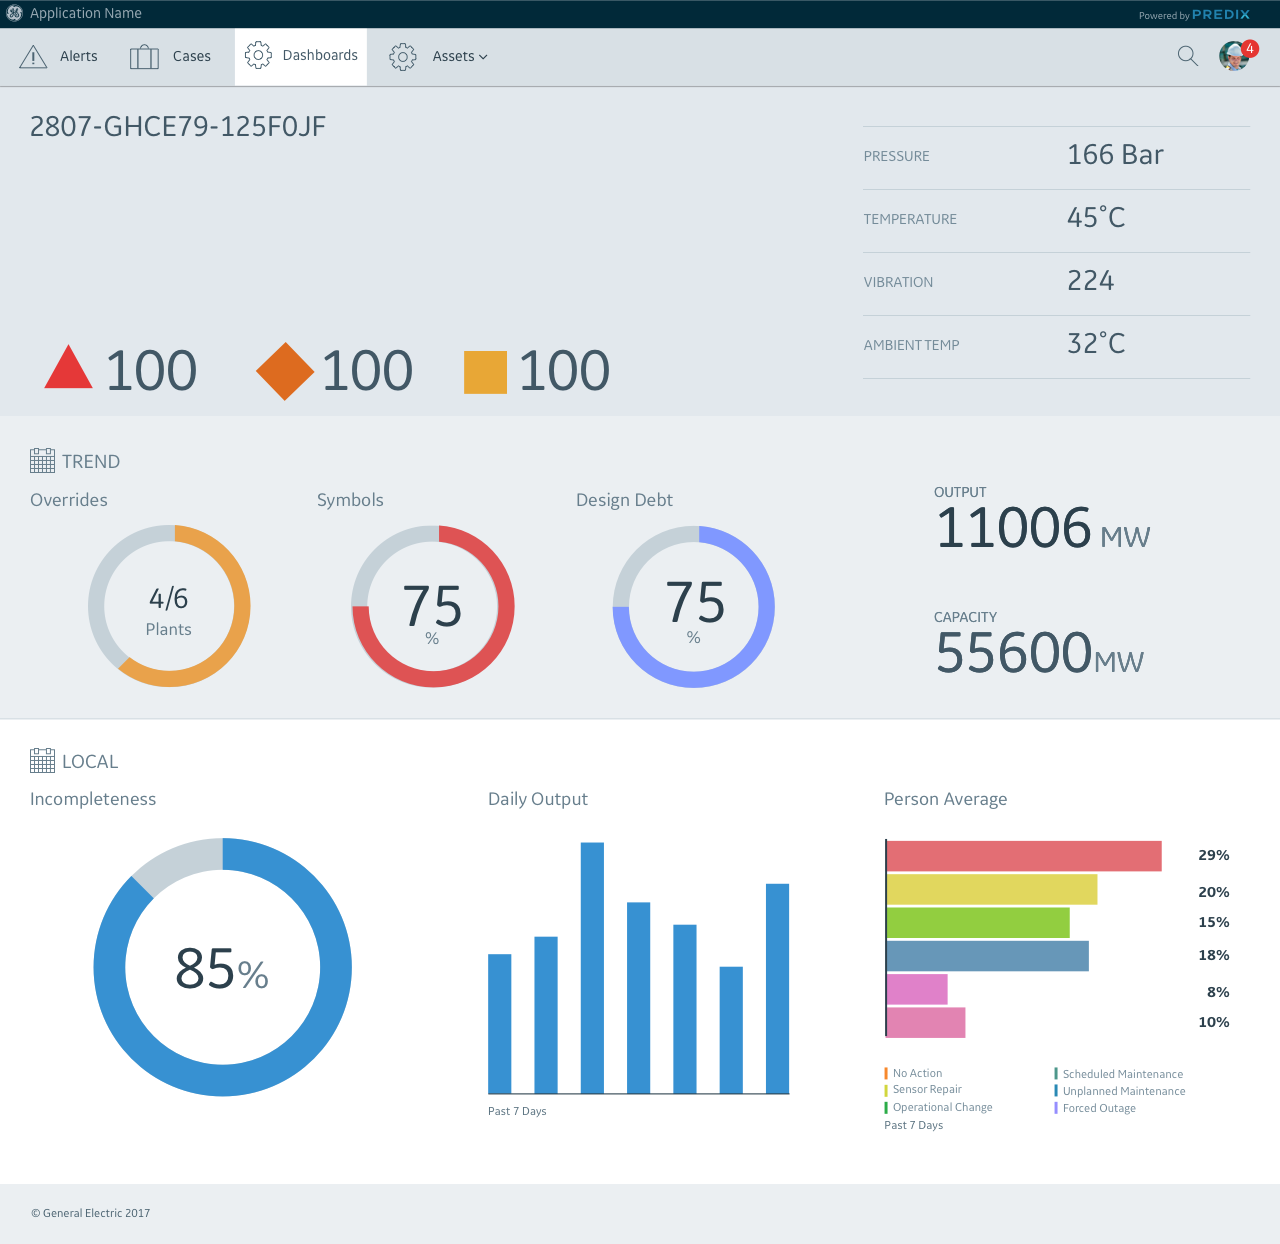 Application Name
Powered by PREDIX
Alerts
Cases
Dashboards
Assets
4
2807-GHCE79-125F0JF
PRESSURE 166 Bar
TEMPERATURE 45°C
VIBRATION 224
AMBIENT TEMP 32°C
100 100 100
TREND
Overrides
4/6
Plants
Symbols
75
%
Design Debt
75
%
OUTPUT
11006 MW
CAPACITY
55600MW
LOCAL
Incompleteness
85%
Daily Output
Past 7 Days
Person Average
29%
20%
15%
18%
8%
10%
No Action
Sensor Repair
Operational Change
Scheduled Maintenance
Unplanned Maintenance
Forced Outage
Past 7 Days
© General Electric 2017